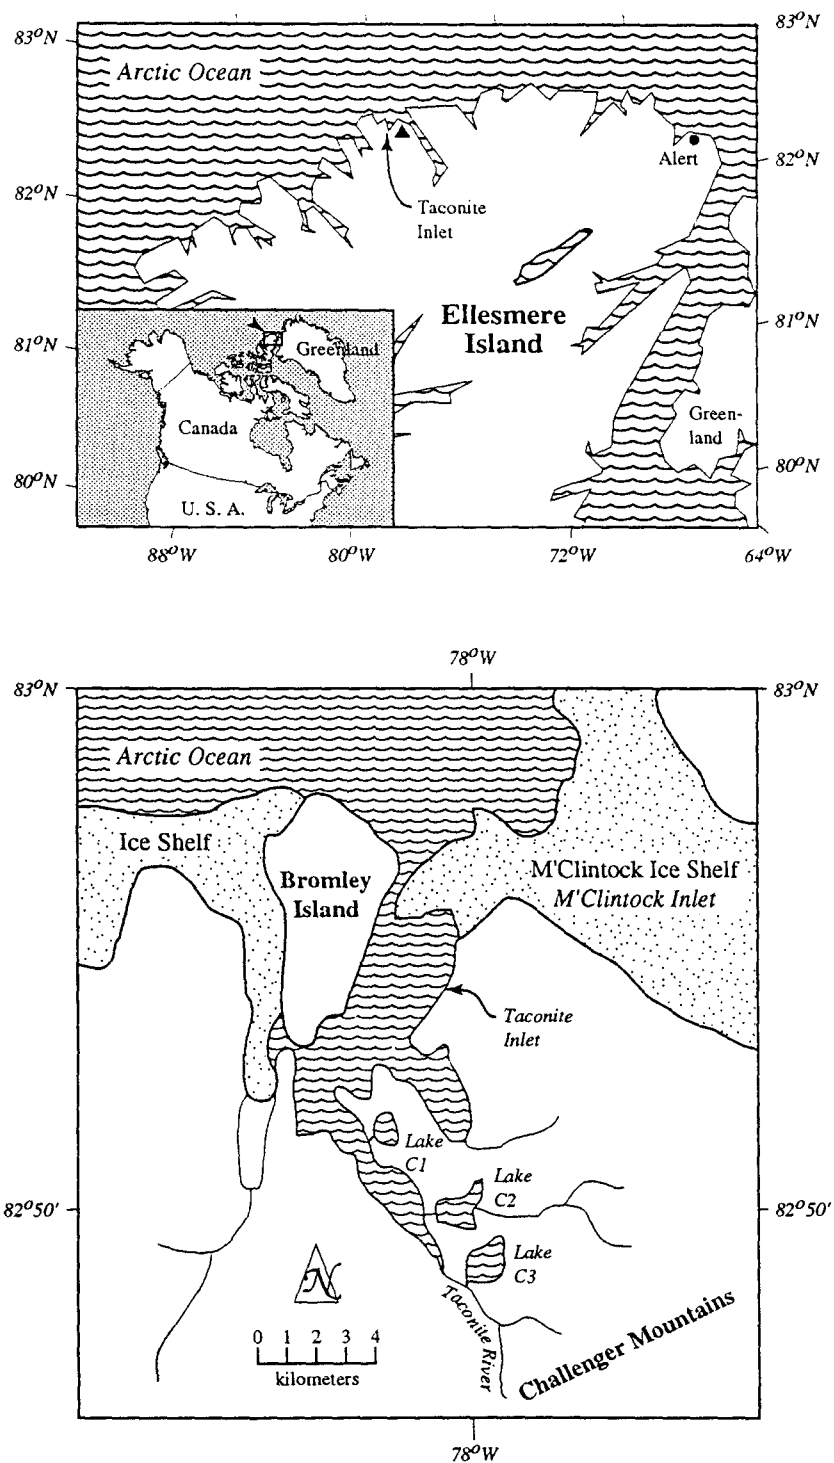 83°N
83°N
Arctic Ocean
82°N
82°N
Alert
Taconite
Inlet
Ellesmere
Island
81°N
81°N
Greenland
Canada
U. S. A.
Green-
land
80°N
80°N
88°W
80°W
72°W
64°W
78°W
83°N
83°N
Arctic Ocean
Ice Shelf
Bromley
Island
M'Clintock Ice Shelf
M'Clintock Inlet
Taconite
Inlet
Lake
C1
Lake
C2
82°50'
82°50'
Lake
C3
N
Taconite River
Challenger Mountains
0 1 2 3 4
kilometers
78°W